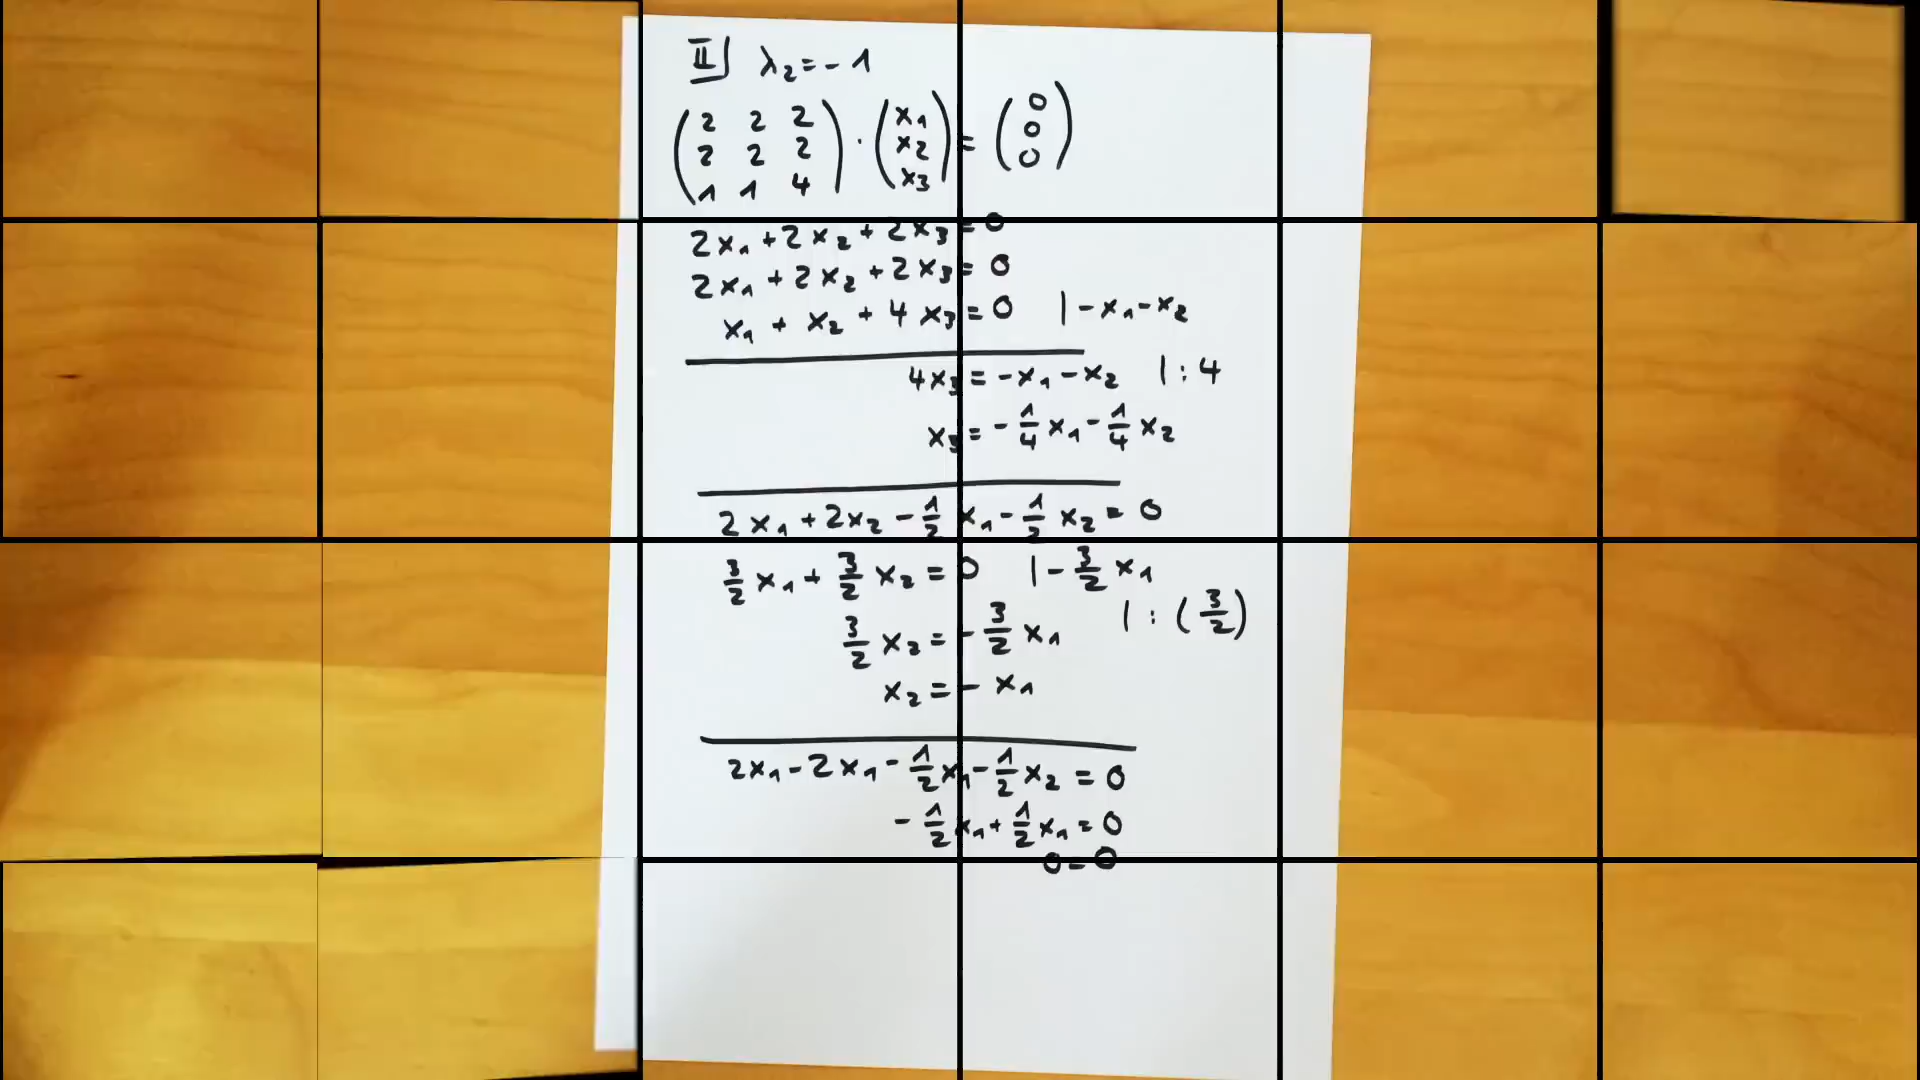 II) λ₂ = -1
(2 2 2; 2 2 2; 1 1 4) · (x₁; x₂; x₃) = (0; 0; 0)
2x₁ + 2x₂ + 2x₃ = 0
2x₁ + 2x₂ + 2x₃ = 0
x₁ + x₂ + 4x₃ = 0 | - x₁ - x₂
4x₃ = -x₁ - x₂ | : 4
x₃ = - 1/4 x₁ - 1/4 x₂
2x₁ + 2x₂ - 1/2 x₁ - 1/2 x₂ = 0
3/2 x₁ + 3/2 x₂ = 0 | - 3/2 x₁
3/2 x₂ = - 3/2 x₁ | : (3/2)
x₂ = - x₁
2x₁ - 2x₁ - 1/2 x₁ - 1/2 x₂ = 0
- 1/2 x₁ + 1/2 x₁ = 0
0 = 0